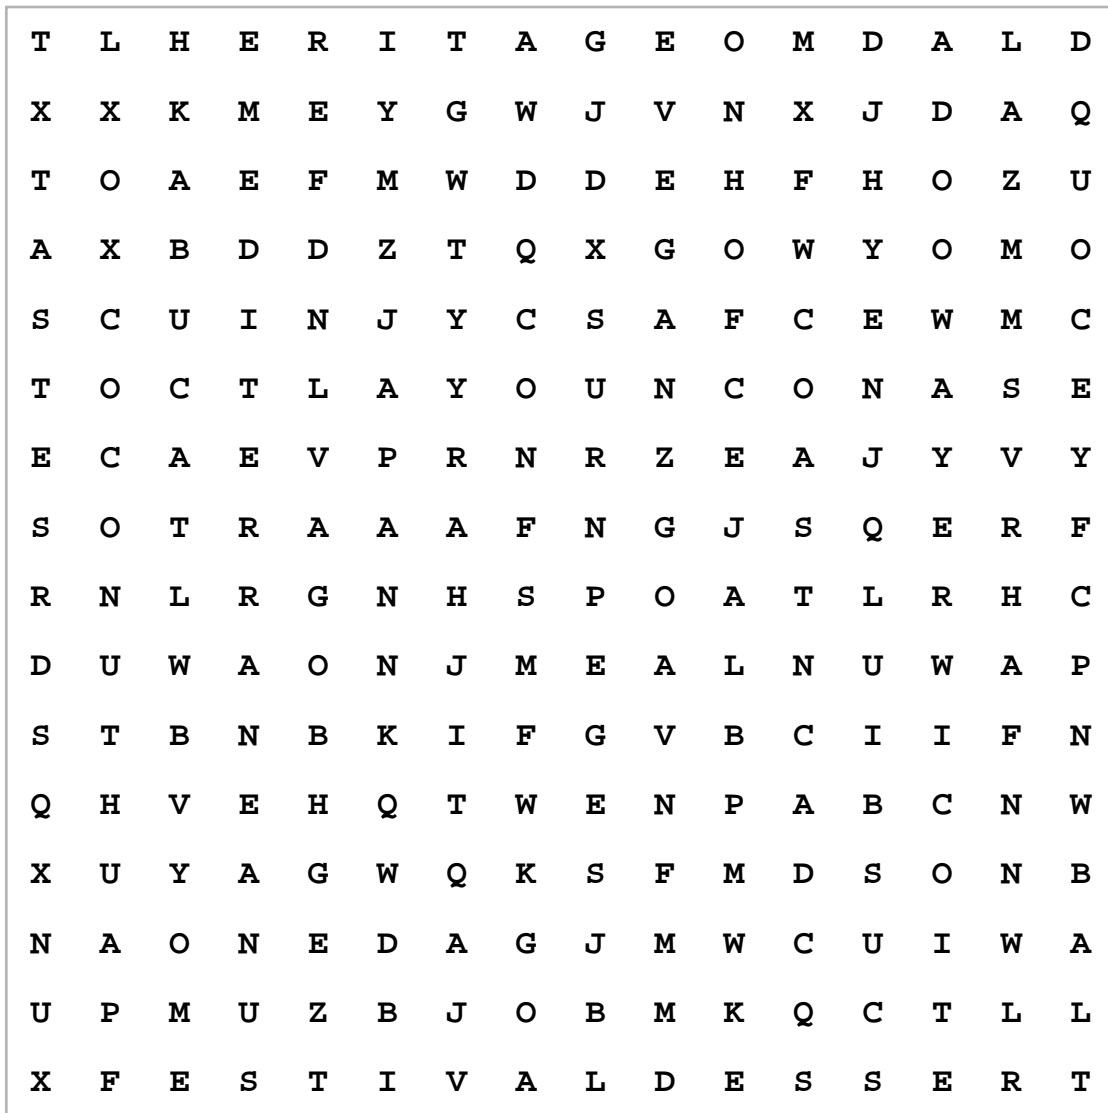 T L H E R I T A G E O M D A L D
X X K M E Y G W J V N X J D A Q
T O A E F M W D D E H F H O Z U
A X B D D Z T Q X G O W Y O M O
S C U I N J Y C S A F C E W M C
T O C T L A Y O U N C O N A S E
E C A E V P R N R Z E A J Y V Y
S O T R A A A F N G J S Q E R F
R N L R G N H S P O A T L R H C
D U W A O N J M E A L N U W A P
S T B N B K I F G V B C I I F N
Q H V E H Q T W E N P A B C N W
X U Y A G W Q K S F M D S O N B
N A O N E D A G J M W C U I W A
U P M U Z B J O B M K Q C T L L
X F E S T I V A L D E S S E R T